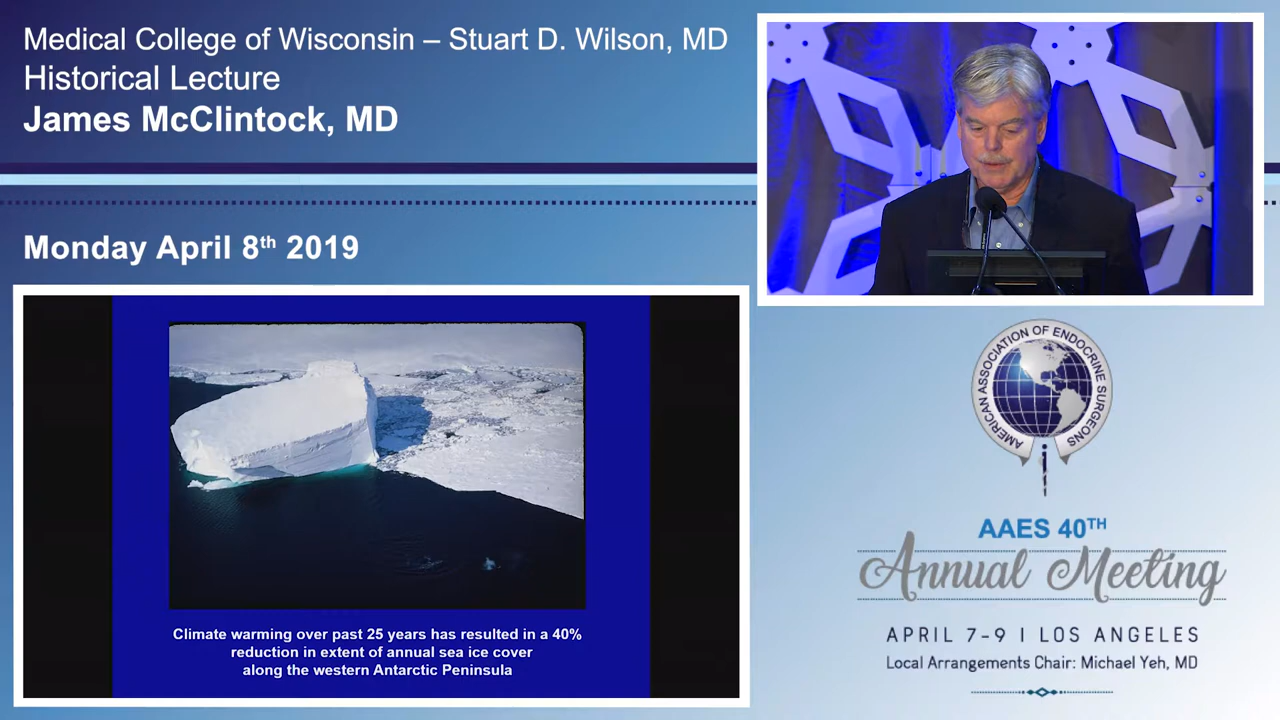 Medical College of Wisconsin – Stuart D. Wilson, MD
Historical Lecture
James McClintock, MD
Monday April 8th 2019
Climate warming over past 25 years has resulted in a 40%
reduction in extent of annual sea ice cover
along the western Antarctic Peninsula
AMERICAN ASSOCIATION OF ENDOCRINE SURGEONS
AAES 40TH
Annual Meeting
APRIL 7-9 | LOS ANGELES
Local Arrangements Chair: Michael Yeh, MD